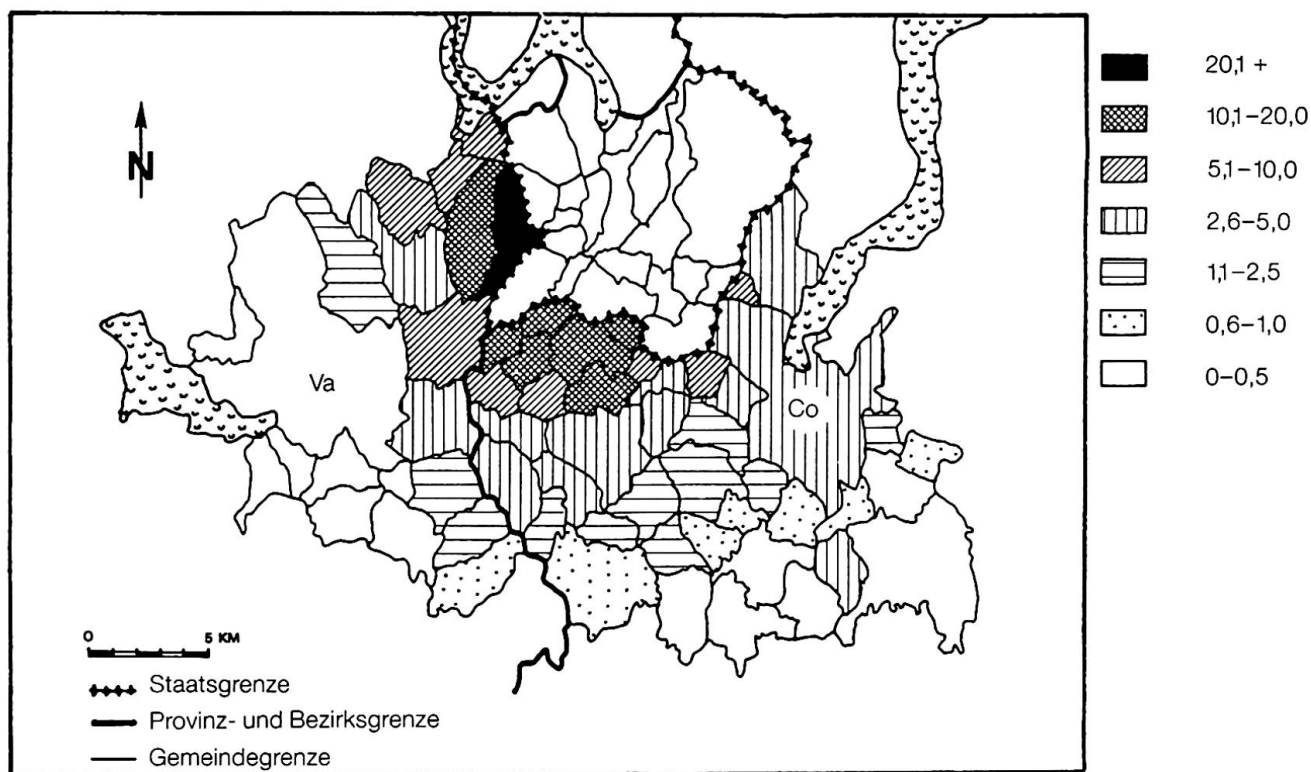 N
Va
Co
0 5 KM
Staatsgrenze
Provinz- und Bezirksgrenze
Gemeindegrenze
20,1 +
10,1–20,0
5,1–10,0
2,6–5,0
1,1–2,5
0,6–1,0
0–0,5